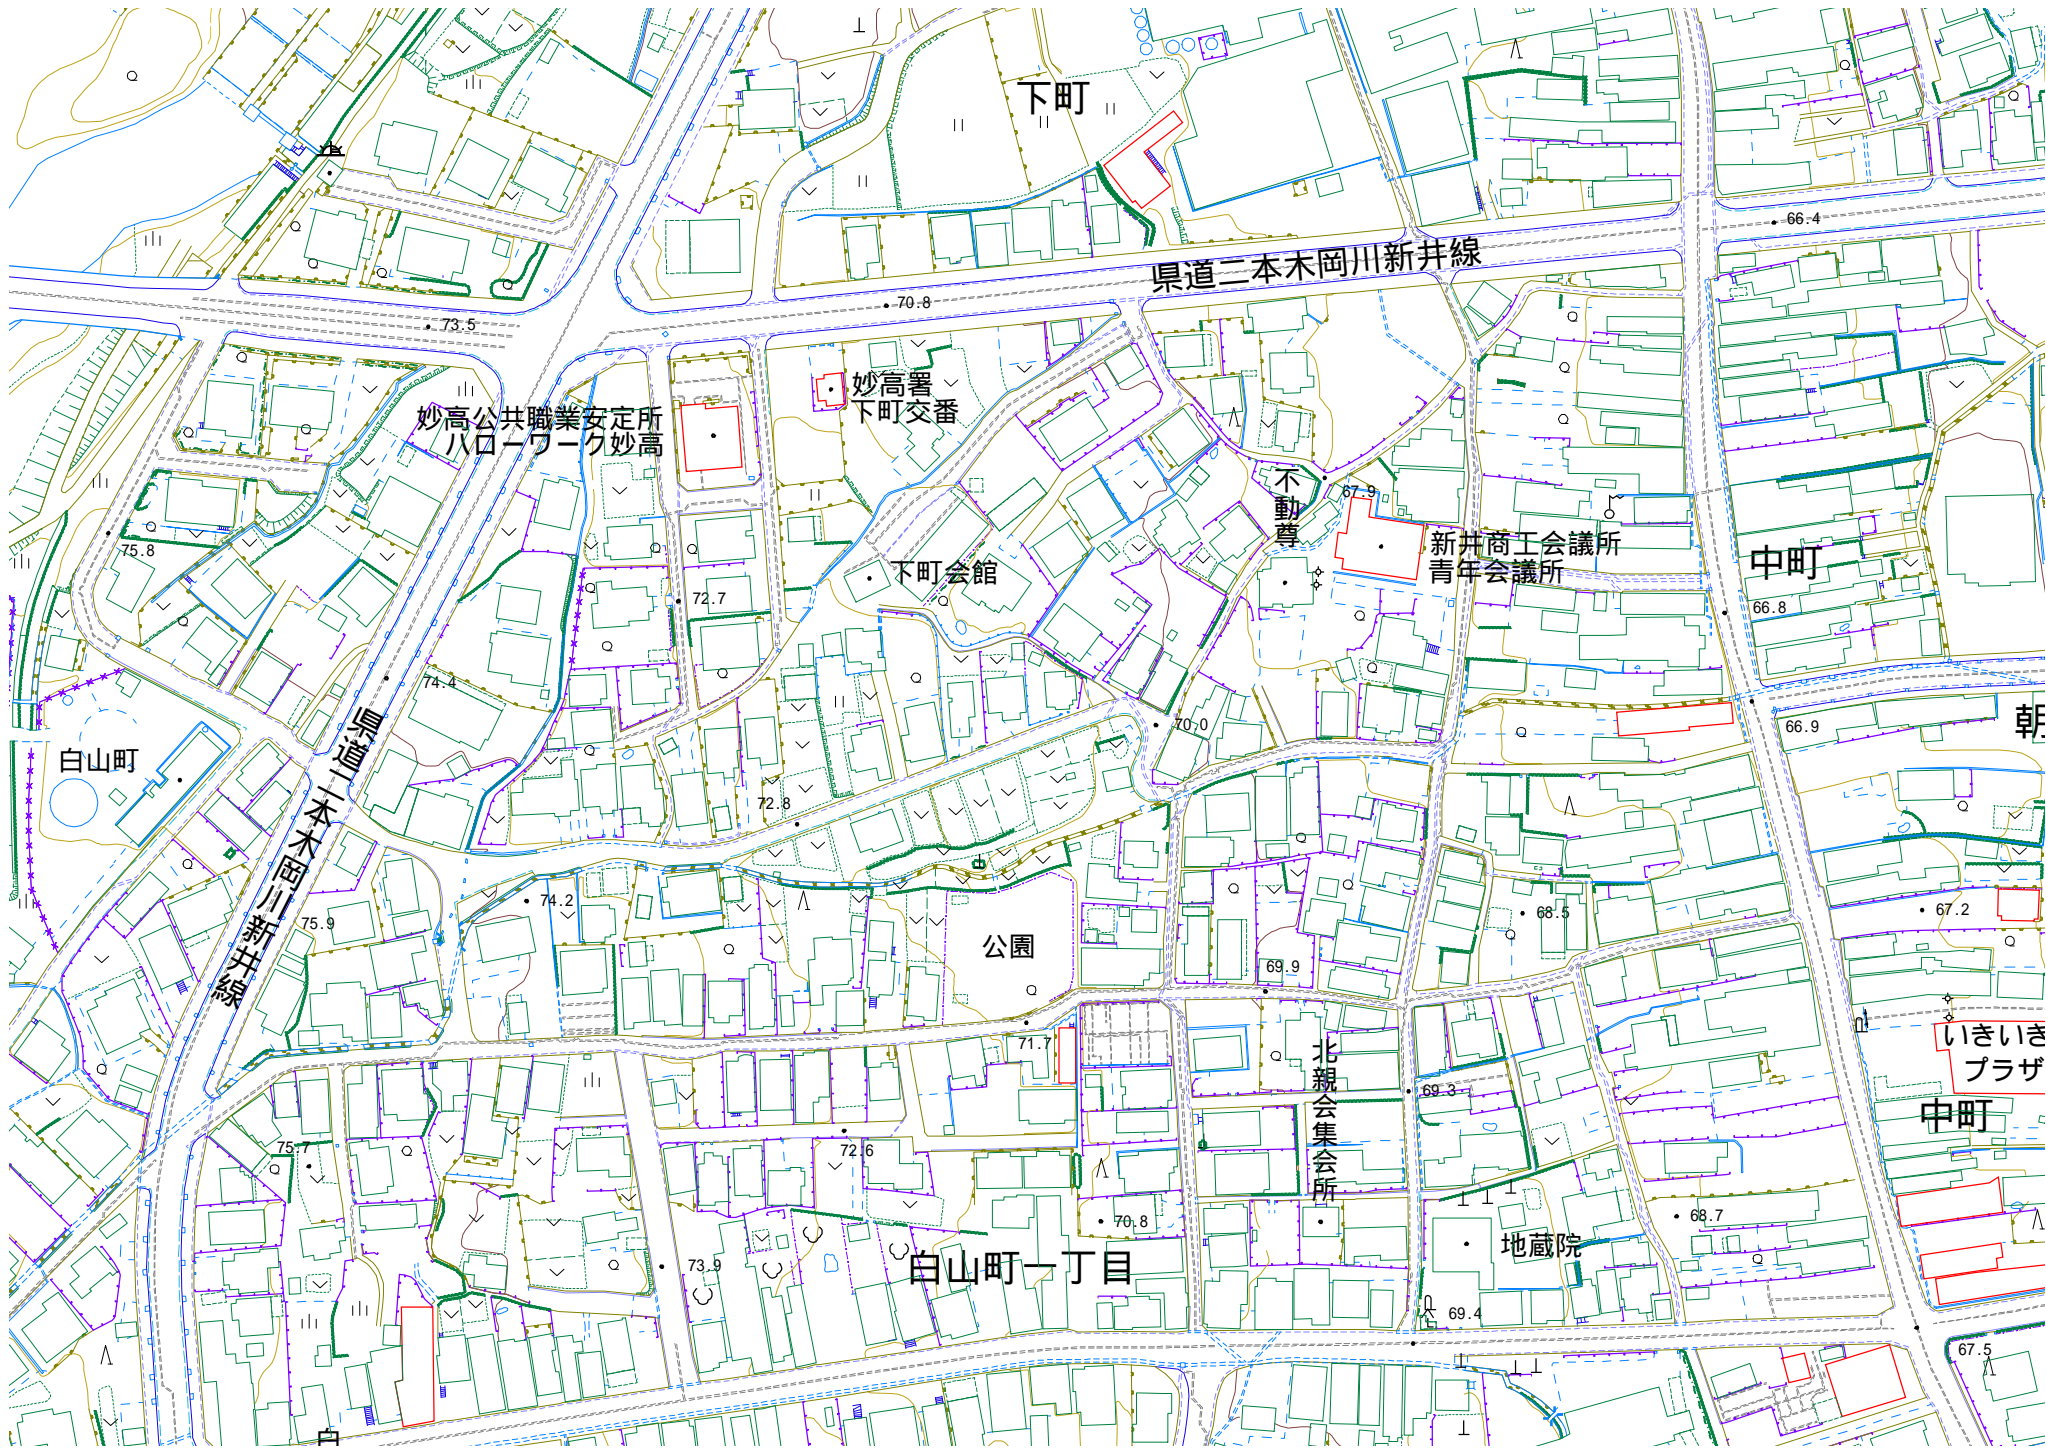 下町
66.4
県道二本木岡川新井線
70.8
73.5
妙高署
下町交番
妙高公共職業安定所
ハローワーク妙高
不動尊
67.9
新井商工会議所
青年会議所
中町
75.8
下町会館
72.7
66.8
74.4
県道二本木岡川新井線
70.0
66.9
朝
白山町
72.8
74.2
75.9
68.5
67.2
公園
69.9
71.7
いきいき
プラザ
北親会集会所
69.3
中町
75.7
72.6
70.8
68.7
地蔵院
白山町一丁目
73.9
69.4
67.5
白